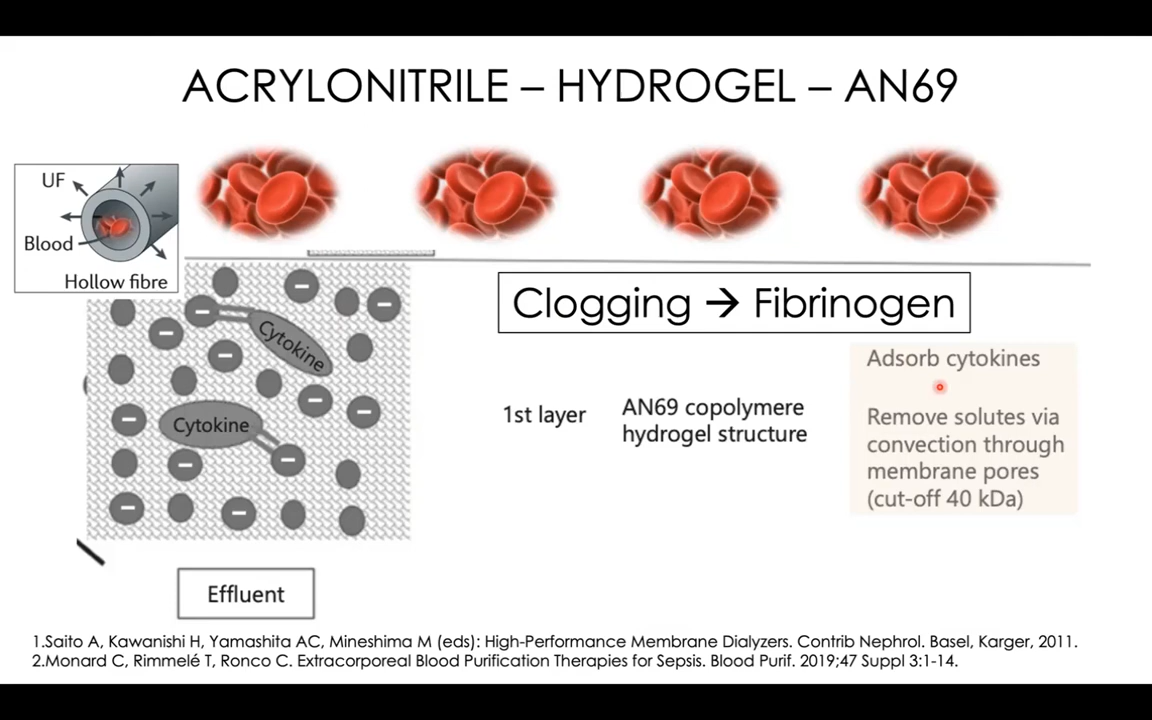 ACRYLONITRILE – HYDROGEL – AN69
UF
Blood
Hollow fibre
Clogging → Fibrinogen
Cytokine
Cytokine
1st layer
AN69 copolymere
hydrogel structure
Adsorb cytokines
Remove solutes via
convection through
membrane pores
(cut-off 40 kDa)
Effluent
1.Saito A, Kawanishi H, Yamashita AC, Mineshima M (eds): High-Performance Membrane Dialyzers. Contrib Nephrol. Basel, Karger, 2011.
2.Monard C, Rimmelé T, Ronco C. Extracorporeal Blood Purification Therapies for Sepsis. Blood Purif. 2019;47 Suppl 3:1-14.